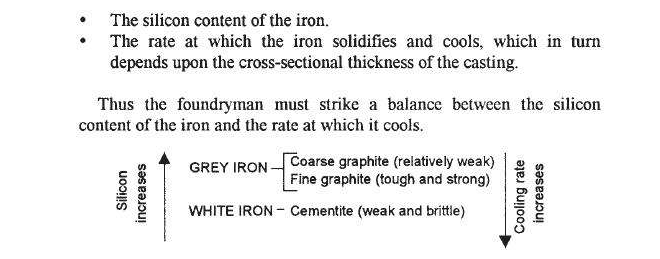 • The silicon content of the iron.
• The rate at which the iron solidifies and cools, which in turn
depends upon the cross-sectional thickness of the casting.
Thus the foundryman must strike a balance between the silicon
content of the iron and the rate at which it cools.
Silicon
increases
GREY IRON
Coarse graphite (relatively weak)
Fine graphite (tough and strong)
WHITE IRON – Cementite (weak and brittle)
Cooling rate
increases